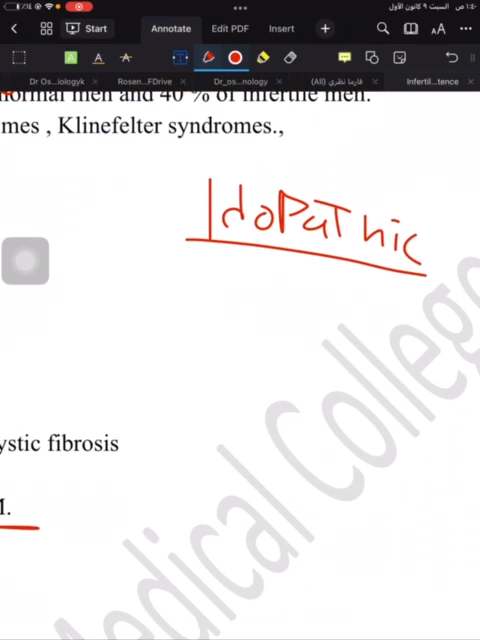 ١:٤٠ ص السبت ٩ كانون الأول
Start Annotate Edit PDF Insert
Dr Os...iologyk Rosen...FDrive Dr_os...nology فارما نظري (All) Infertil...tence
normal men and 40 % of infertile men.
mes , Klinefelter syndromes.,
IdoPaThic
ystic fibrosis
M.
Medical College